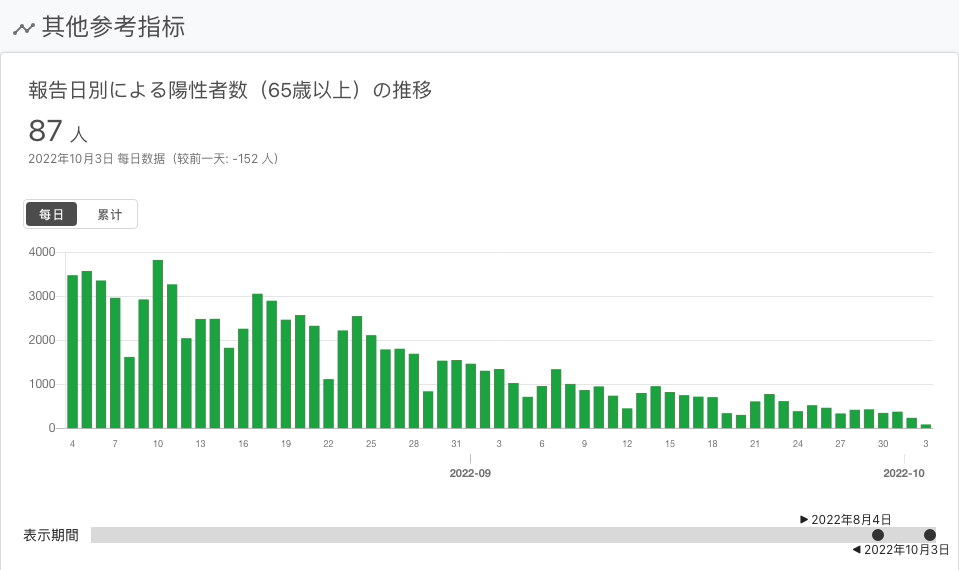 其他参考指标
報告日別による陽性者数（65歳以上）の推移
87 人
2022年10月3日 每日数据（较前一天: -152 人）
每日 累计
4000
3000
2000
1000
0
4 7 10 13 16 19 22 25 28 31 3 6 9 12 15 18 21 24 27 30 3
2022-09 2022-10
▶ 2022年8月4日
表示期間
◀ 2022年10月3日